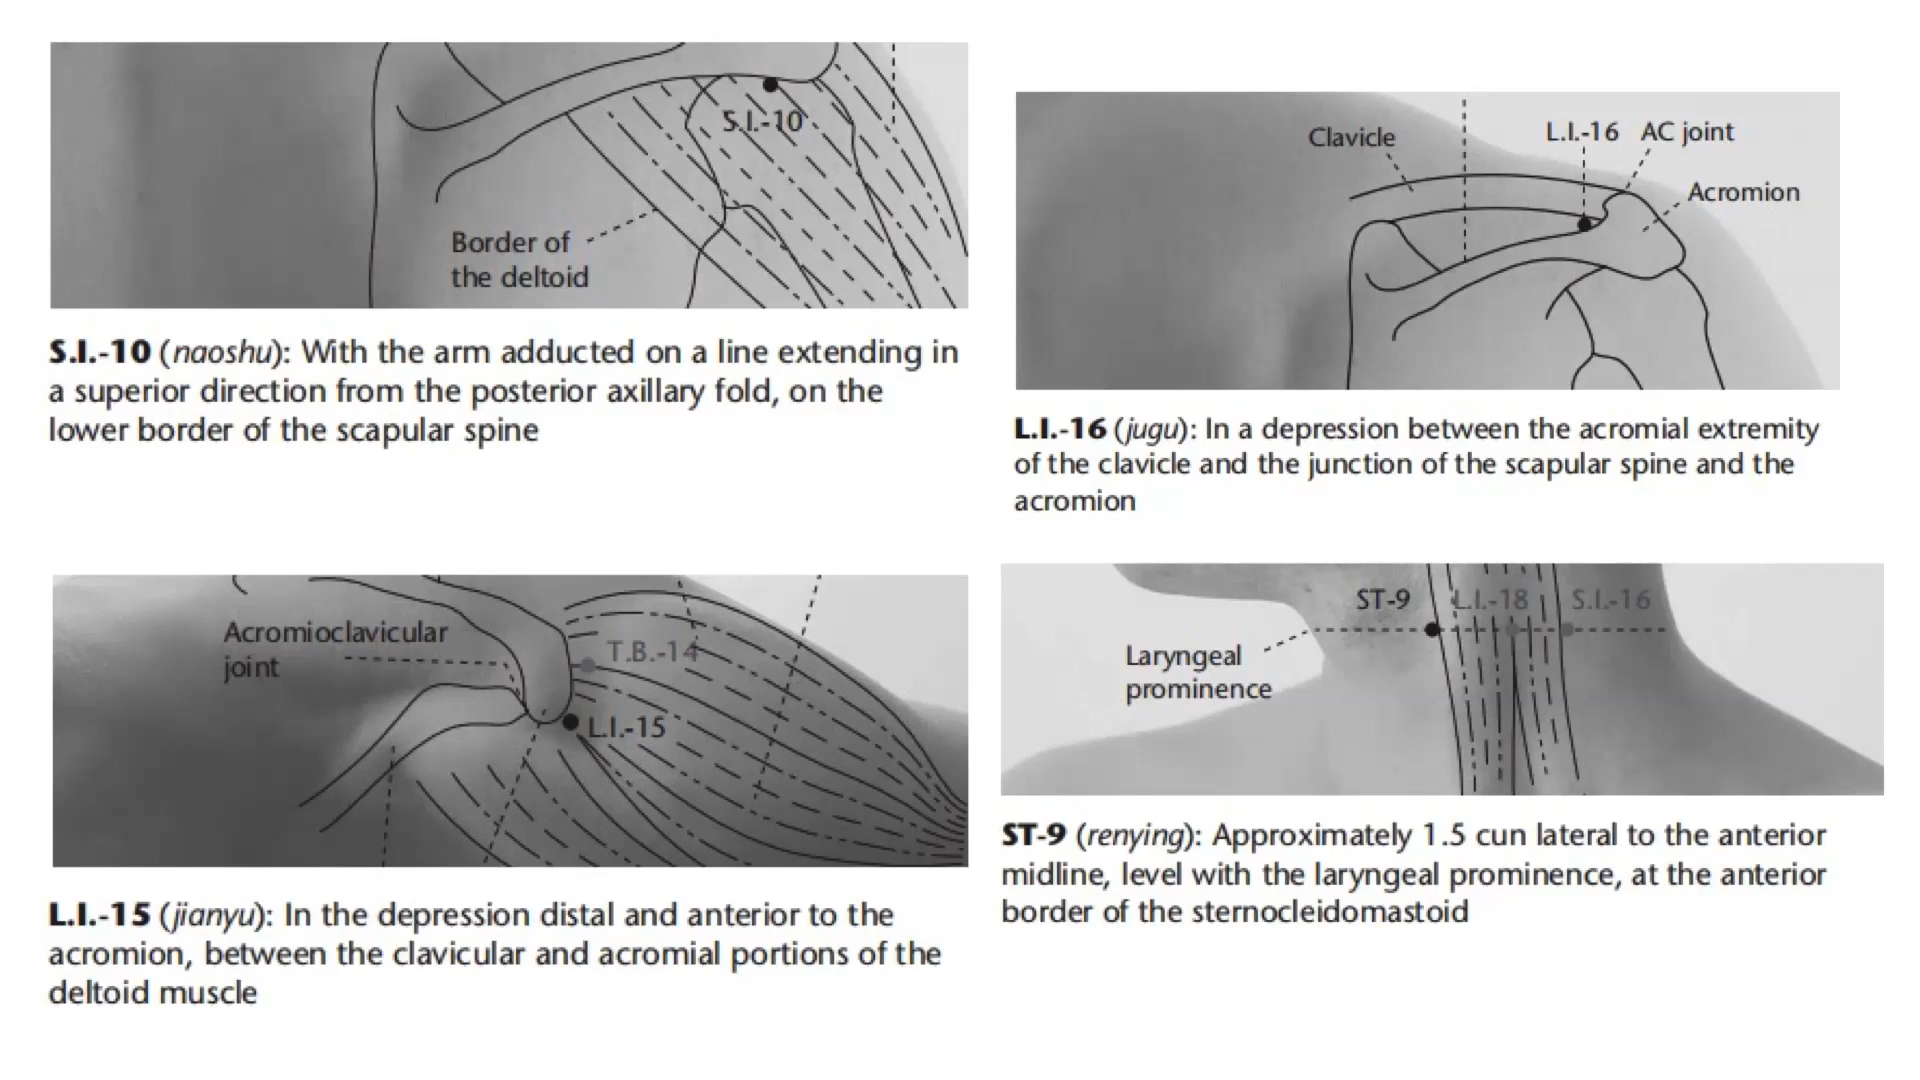 S.I.-10
Border of
the deltoid
S.I.-10 (naoshu): With the arm adducted on a line extending in
a superior direction from the posterior axillary fold, on the
lower border of the scapular spine
Clavicle
L.I.-16
AC joint
Acromion
L.I.-16 (jugu): In a depression between the acromial extremity
of the clavicle and the junction of the scapular spine and the
acromion
Acromioclavicular
joint
T.B.-14
L.I.-15
L.I.-15 (jianyu): In the depression distal and anterior to the
acromion, between the clavicular and acromial portions of the
deltoid muscle
ST-9
L.I.-18
S.I.-16
Laryngeal
prominence
ST-9 (renying): Approximately 1.5 cun lateral to the anterior
midline, level with the laryngeal prominence, at the anterior
border of the sternocleidomastoid